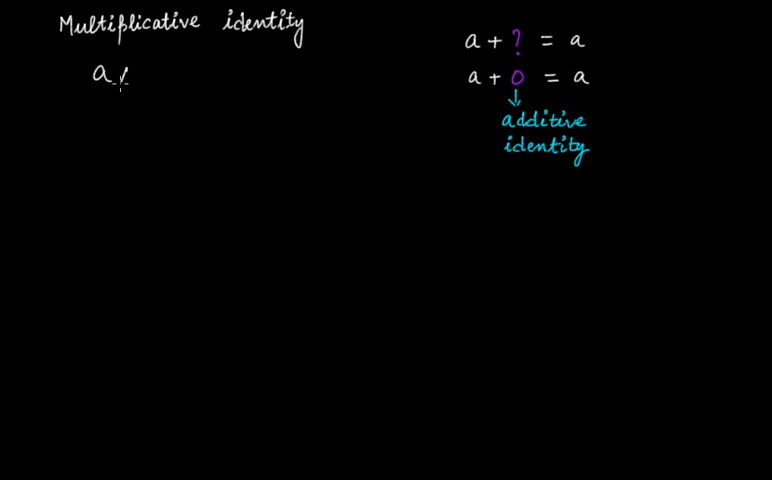 Multiplicative identity
a
a + ? = a
a + 0 = a
additive
identity